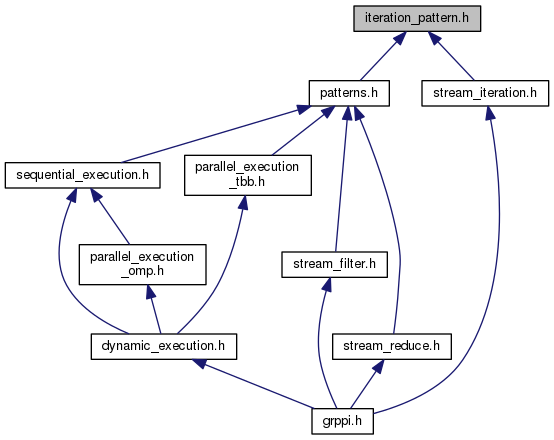 iteration_pattern.h
patterns.h
stream_iteration.h
sequential_execution.h
parallel_execution
_tbb.h
parallel_execution
_omp.h
stream_filter.h
dynamic_execution.h
stream_reduce.h
grppi.h